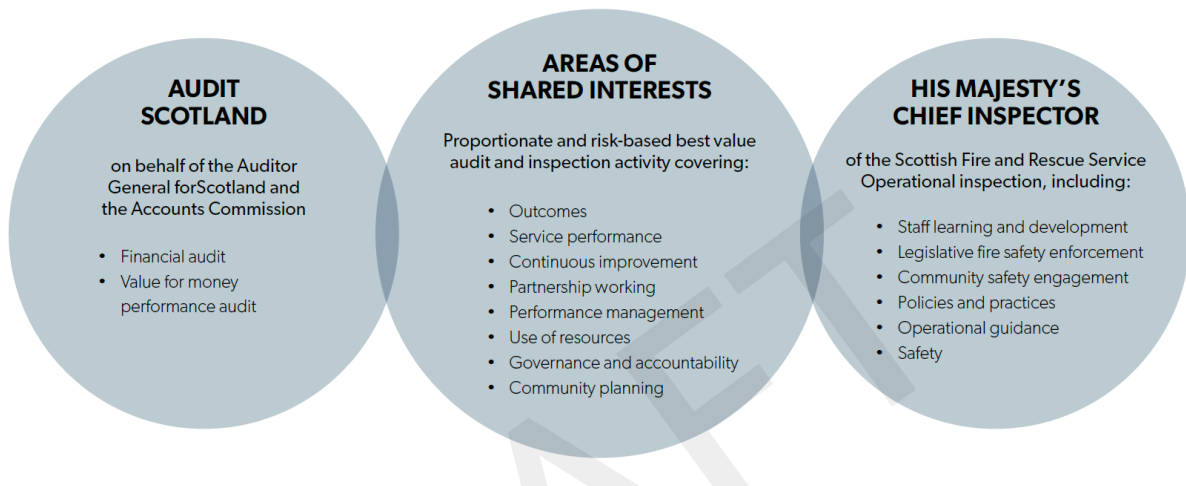 AUDIT
SCOTLAND
on behalf of the Auditor
General forScotland and
the Accounts Commission
• Financial audit
• Value for money
performance audit
AREAS OF
SHARED INTERESTS
Proportionate and risk-based best value
audit and inspection activity covering:
• Outcomes
• Service performance
• Continuous improvement
• Partnership working
• Performance management
• Use of resources
• Governance and accountability
• Community planning
HIS MAJESTY’S
CHIEF INSPECTOR
of the Scottish Fire and Rescue Service
Operational inspection, including:
• Staff learning and development
• Legislative fire safety enforcement
• Community safety engagement
• Policies and practices
• Operational guidance
• Safety
AFT